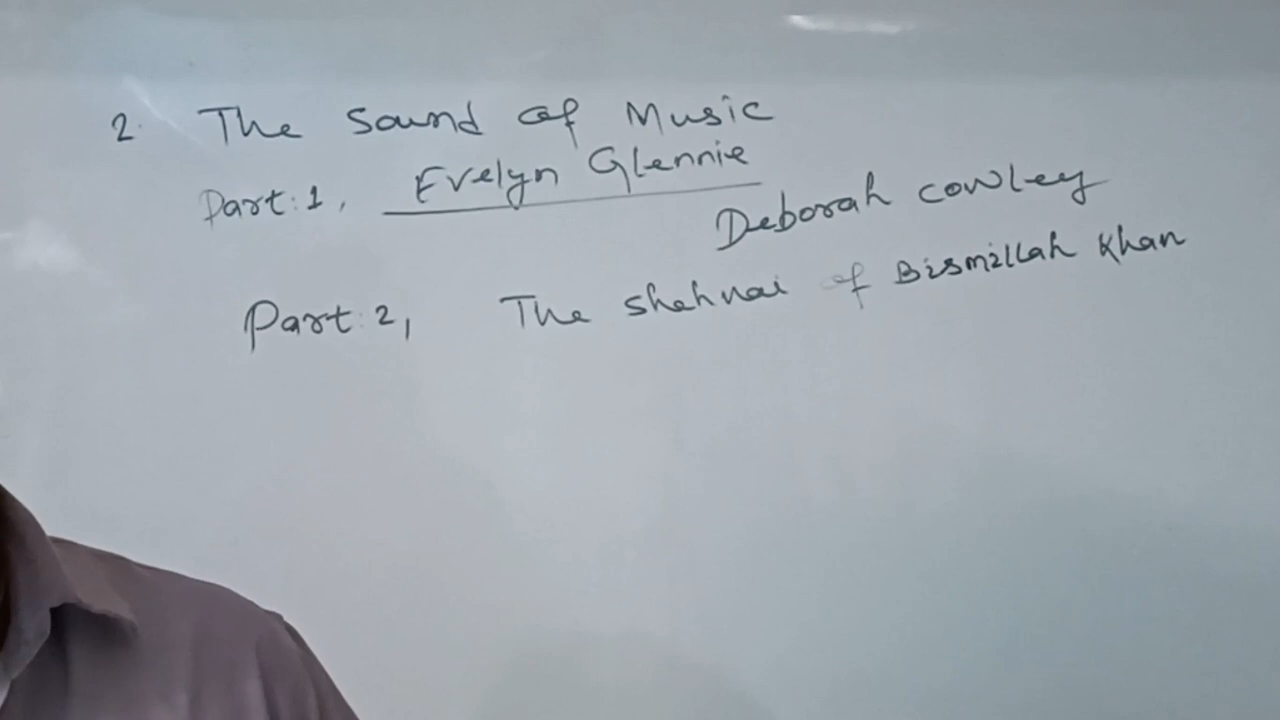 2. The Sound of Music
Part: 1, Evelyn Glennie
Deborah Cowley
Part: 2, The Shehnai of Bismillah Khan